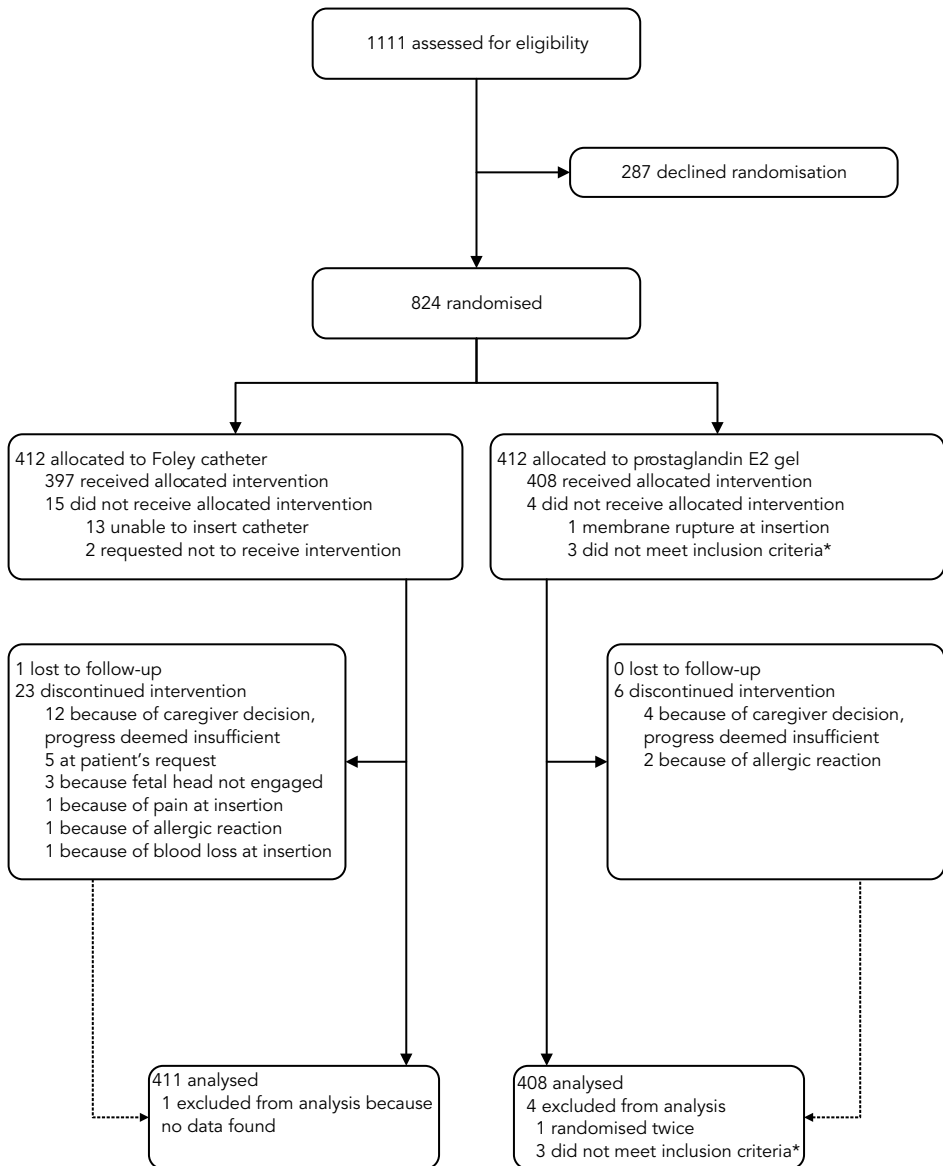 1111 assessed for eligibility
287 declined randomisation
824 randomised
412 allocated to Foley catheter
397 received allocated intervention
15 did not receive allocated intervention
13 unable to insert catheter
2 requested not to receive intervention
412 allocated to prostaglandin E2 gel
408 received allocated intervention
4 did not receive allocated intervention
1 membrane rupture at insertion
3 did not meet inclusion criteria*
1 lost to follow-up
23 discontinued intervention
12 because of caregiver decision,
progress deemed insufficient
5 at patient's request
3 because fetal head not engaged
1 because of pain at insertion
1 because of allergic reaction
1 because of blood loss at insertion
0 lost to follow-up
6 discontinued intervention
4 because of caregiver decision,
progress deemed insufficient
2 because of allergic reaction
411 analysed
1 excluded from analysis because
no data found
408 analysed
4 excluded from analysis
1 randomised twice
3 did not meet inclusion criteria*